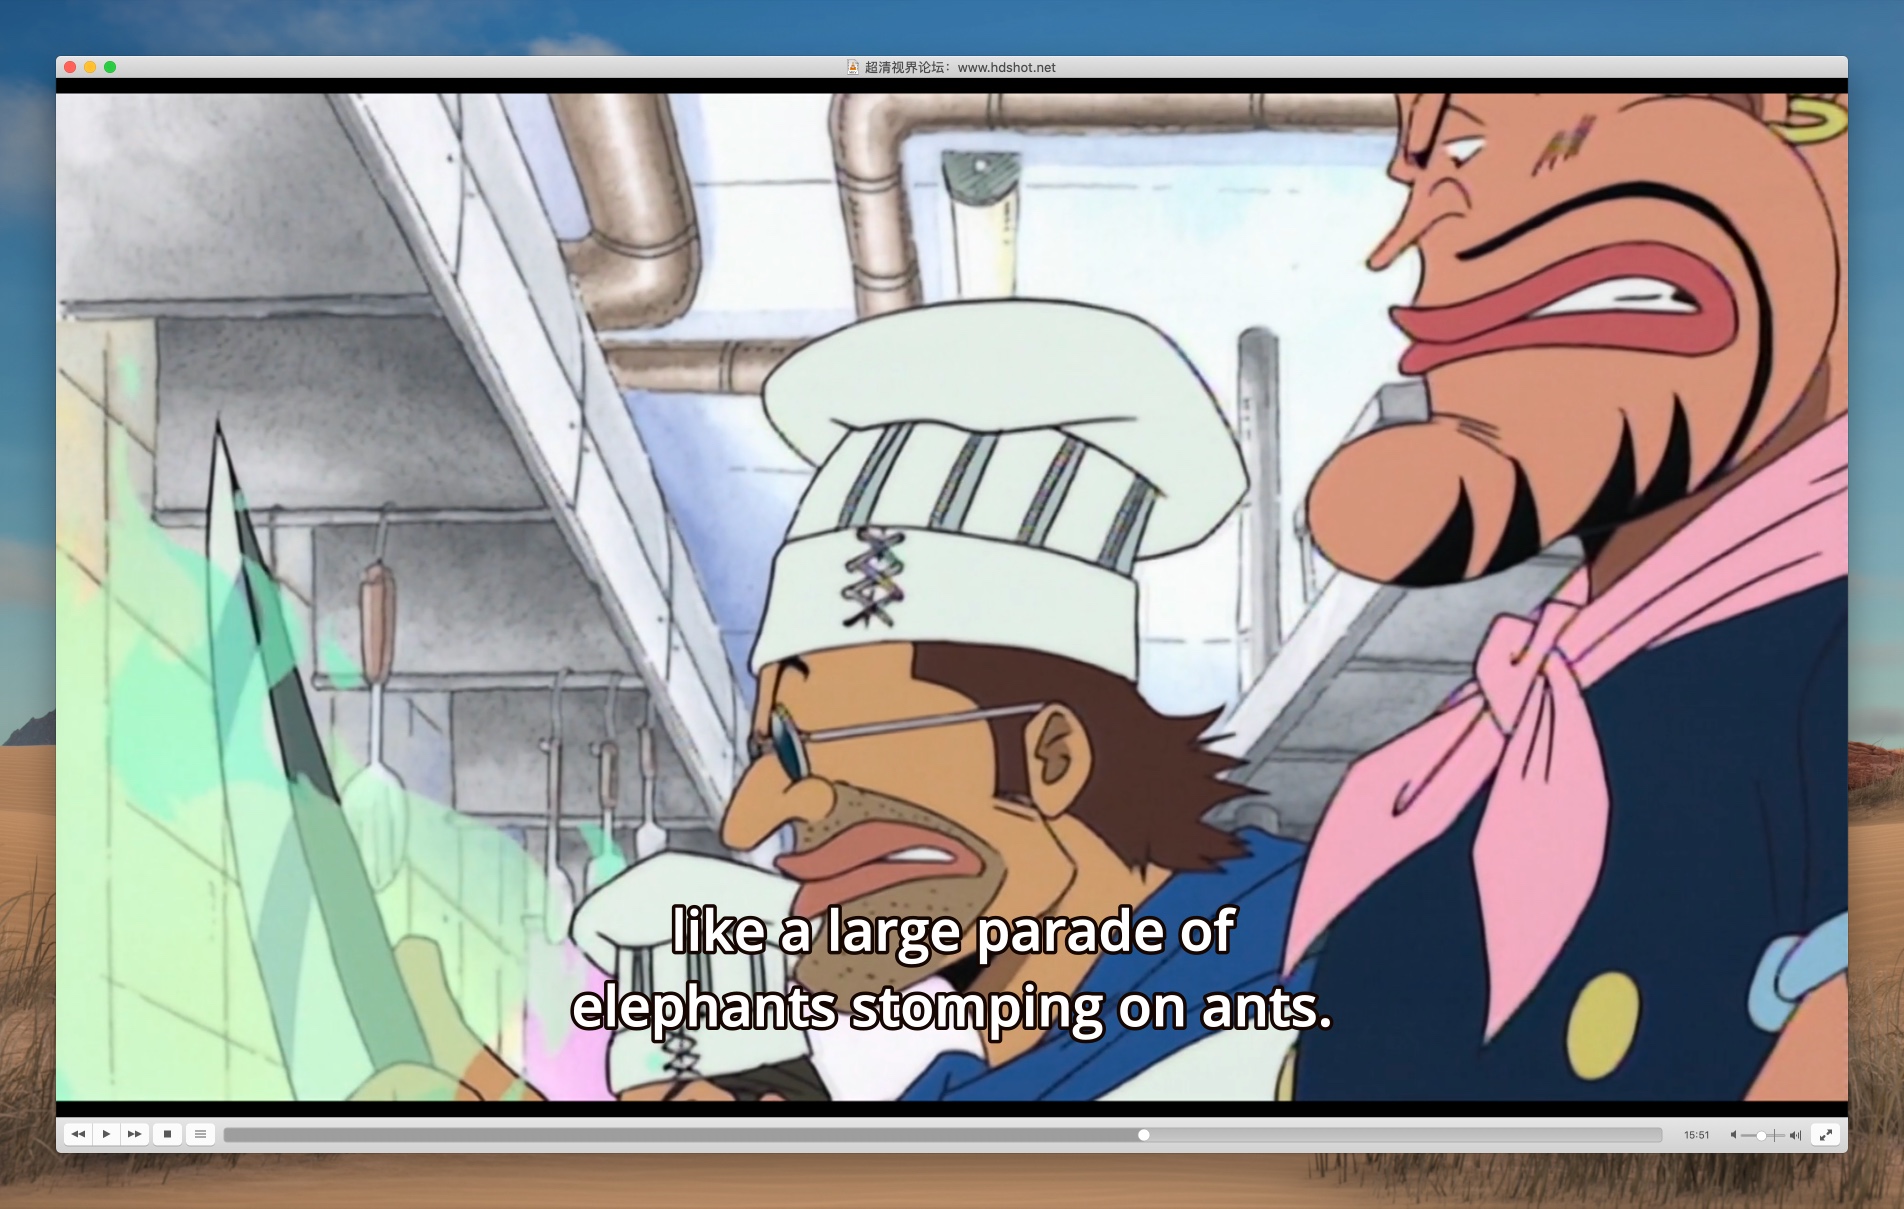 超清视界论坛：www.hdshot.net
like a large parade of
elephants stomping on ants.
15:51